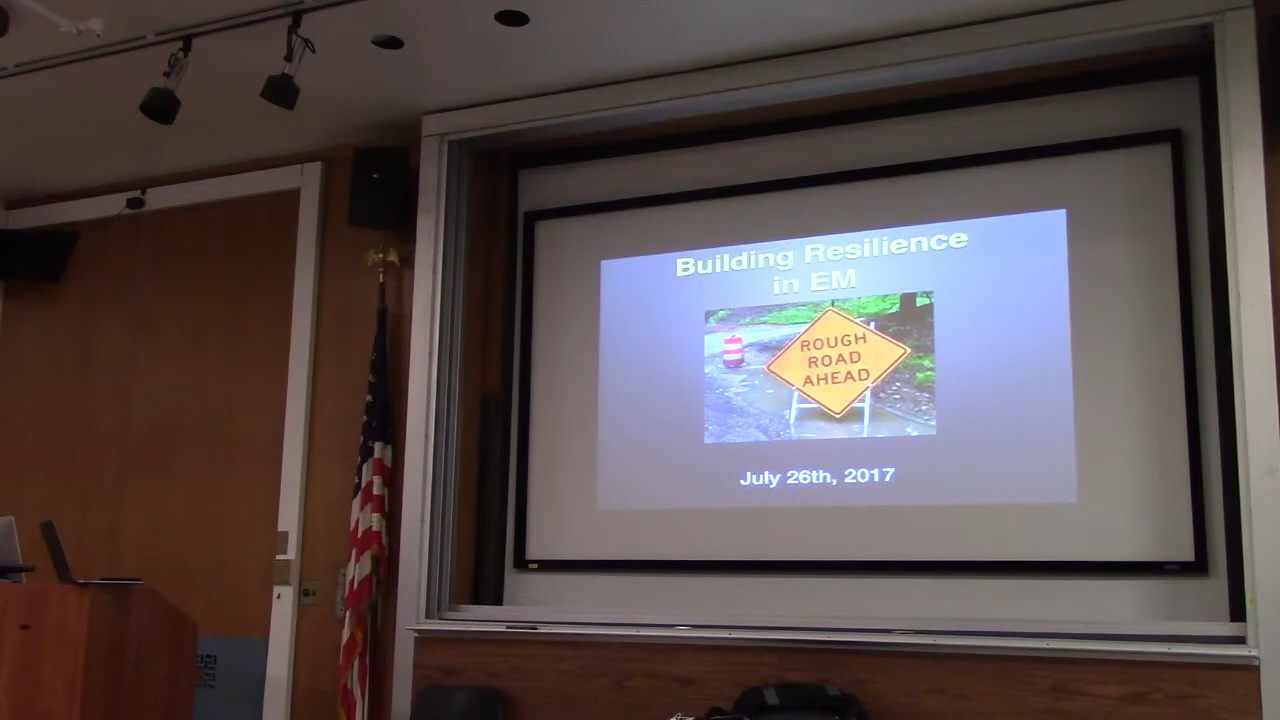 Building Resilience
in EM
ROUGH
ROAD
AHEAD
July 26th, 2017